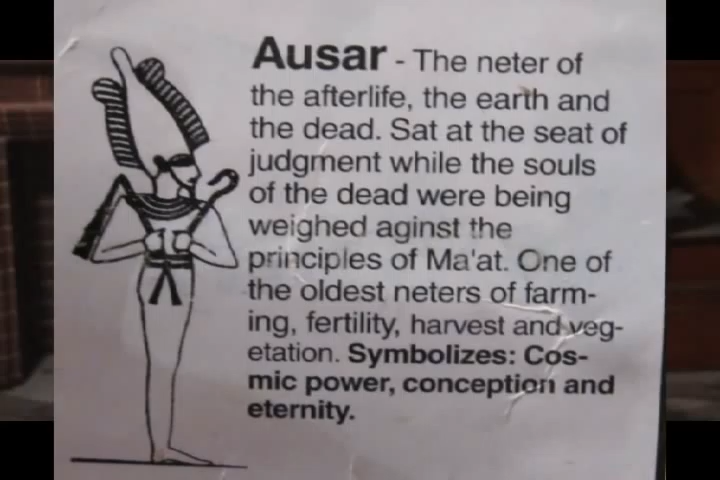 Ausar - The neter of
the afterlife, the earth and
the dead. Sat at the seat of
judgment while the souls
of the dead were being
weighed aginst the
principles of Ma'at. One of
the oldest neters of farm-
ing, fertility, harvest and veg-
etation. Symbolizes: Cos-
mic power, conception and
eternity.